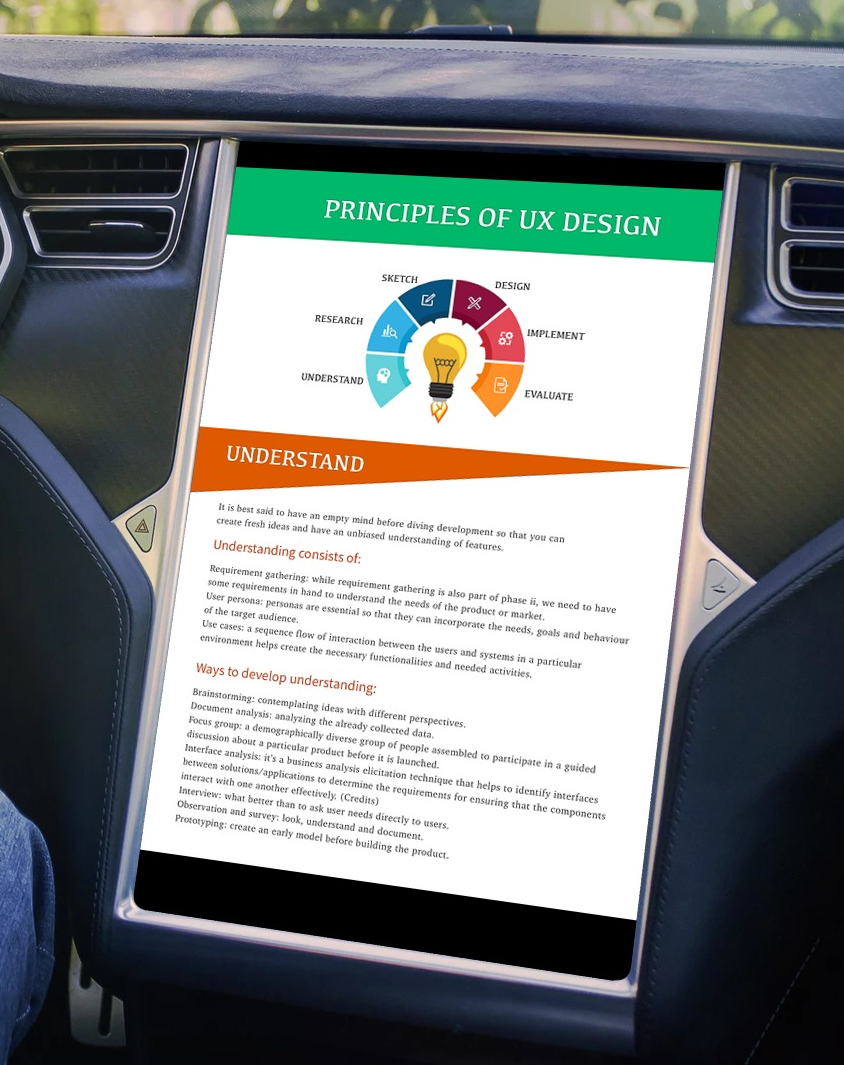 PRINCIPLES OF UX DESIGN
SKETCH
DESIGN
RESEARCH
IMPLEMENT
UNDERSTAND
EVALUATE
UNDERSTAND
It is best said to have an empty mind before diving development so that you can
create fresh ideas and have an unbiased understanding of features.
Understanding consists of:
Requirement gathering: while requirement gathering is also part of phase ii, we need to have
some requirements in hand to understand the needs of the product or market.
User persona: personas are essential so that they can incorporate the needs, goals and behaviour
of the target audience.
Use cases: a sequence flow of interaction between the users and systems in a particular
environment helps create the necessary functionalities and needed activities.
Ways to develop understanding:
Brainstorming: contemplating ideas with different perspectives.
Document analysis: analyzing the already collected data.
Focus group: a demographically diverse group of people assembled to participate in a guided
discussion about a particular product before it is launched.
Interface analysis: it's a business analysis elicitation technique that helps to identify interfaces
between solutions/applications to determine the requirements for ensuring that the components
interact with one another effectively. (Credits)
Interview: what better than to ask user needs directly to users.
Observation and survey: look, understand and document.
Prototyping: create an early model before building the product.